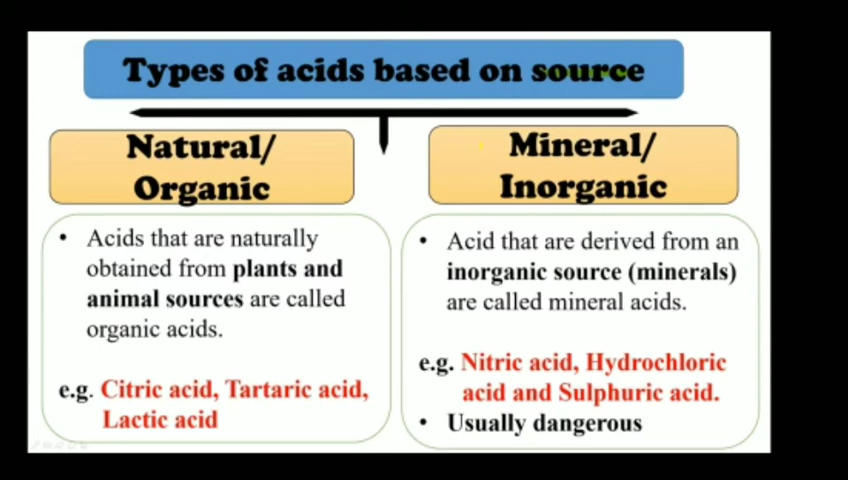 Types of acids based on source
Natural/
Organic
• Acids that are naturally
obtained from plants and
animal sources are called
organic acids.
e.g. Citric acid, Tartaric acid,
Lactic acid
Mineral/
Inorganic
• Acid that are derived from an
inorganic source (minerals)
are called mineral acids.
e.g. Nitric acid, Hydrochloric
acid and Sulphuric acid.
• Usually dangerous